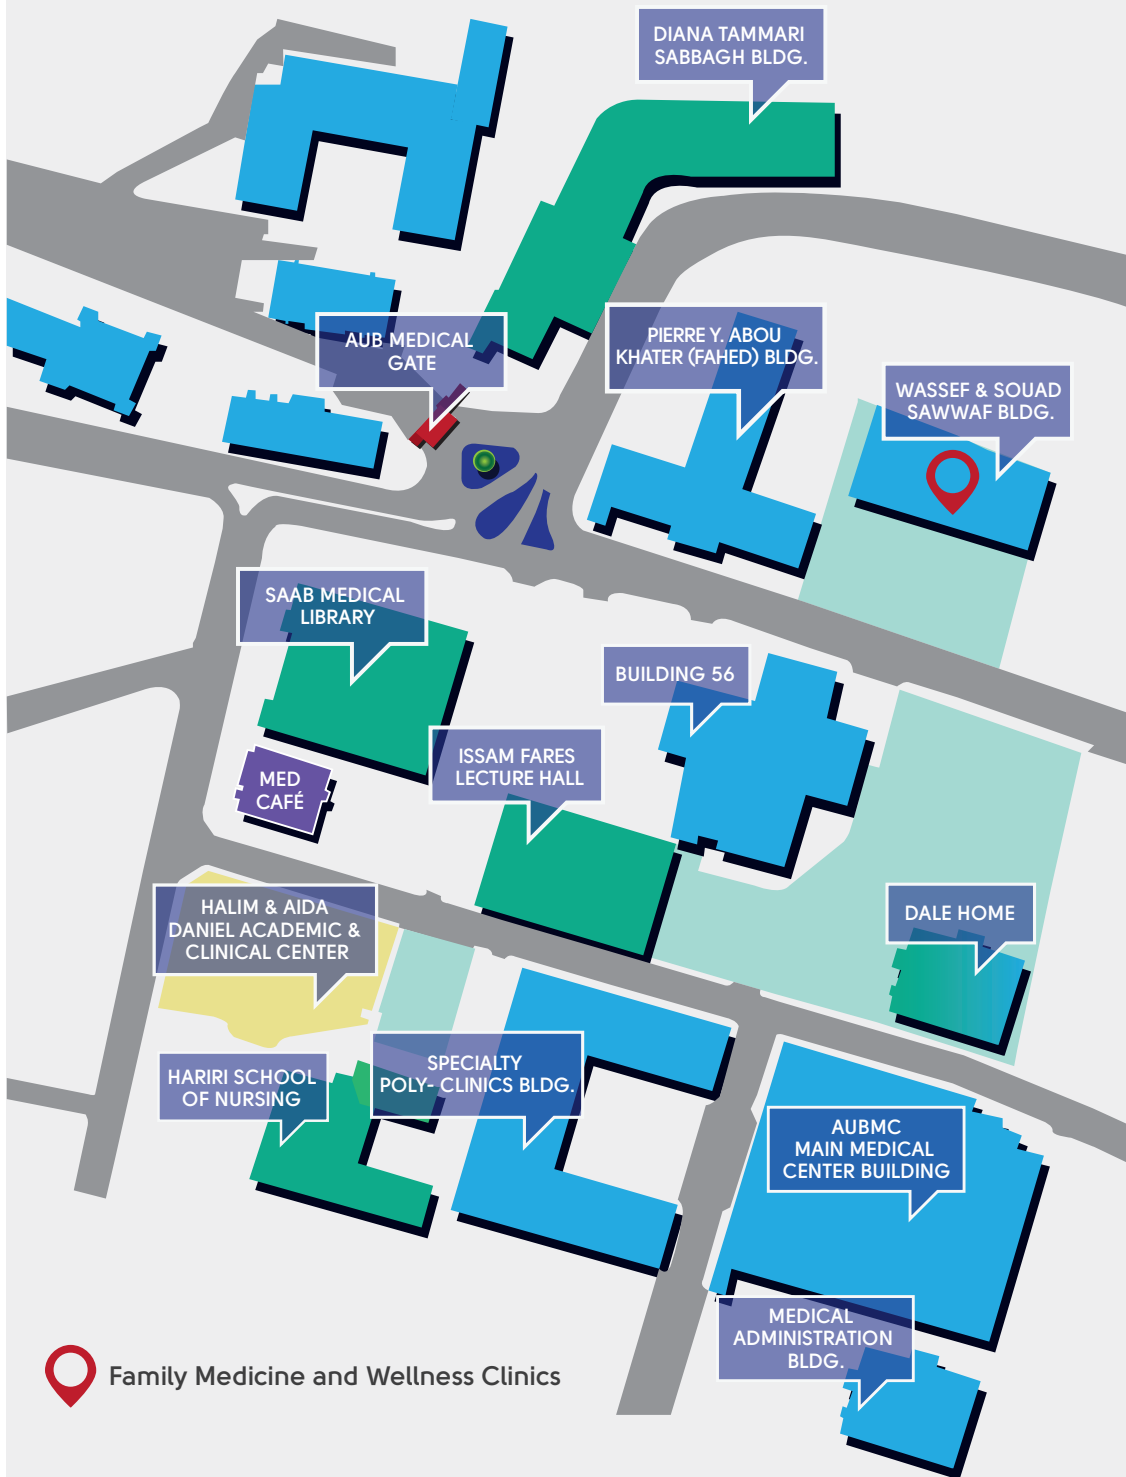 DIANA TAMMARI
SABBAGH BLDG.
AUB MEDICAL
GATE
PIERRE Y. ABOU
KHATER (FAHED) BLDG.
WASSEF & SOUAD
SAWWAF BLDG.
SAAB MEDICAL
LIBRARY
BUILDING 56
ISSAM FARES
LECTURE HALL
MED
CAFÉ
HALIM & AIDA
DANIEL ACADEMIC &
CLINICAL CENTER
DALE HOME
HARIRI SCHOOL
OF NURSING
SPECIALTY
POLY- CLINICS BLDG.
AUBMC
MAIN MEDICAL
CENTER BUILDING
MEDICAL
ADMINISTRATION
BLDG.
Family Medicine and Wellness Clinics